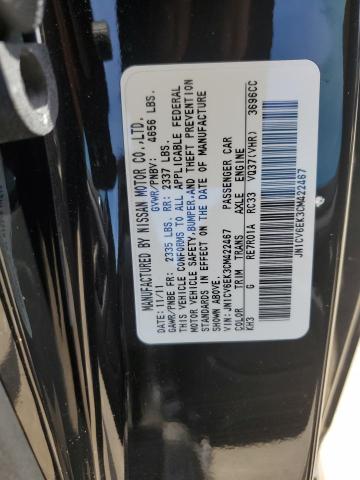 MANUFACTURED BY NISSAN MOTOR CO.,LTD.
DATE: 11/11 GVWR/PNBV: 4656 LBS.
GAWR/PNBE FR: 2335 LBS. RR: 2337 LBS.
THIS VEHICLE CONFORMS TO ALL APPLICABLE FEDERAL
MOTOR VEHICLE SAFETY,BUMPER,AND THEFT PREVENTION
STANDARDS IN EFFECT ON THE DATE OF MANUFACTURE
SHOWN ABOVE.
VIN:JN1CV6EK3CM422467 PASSENGER CAR
COLOR TRIM TRANS AXLE ENGINE
KH3 G RE7R01A RC33 VQ37(VHR) 3696CC
JN1CV6EK3CM422467